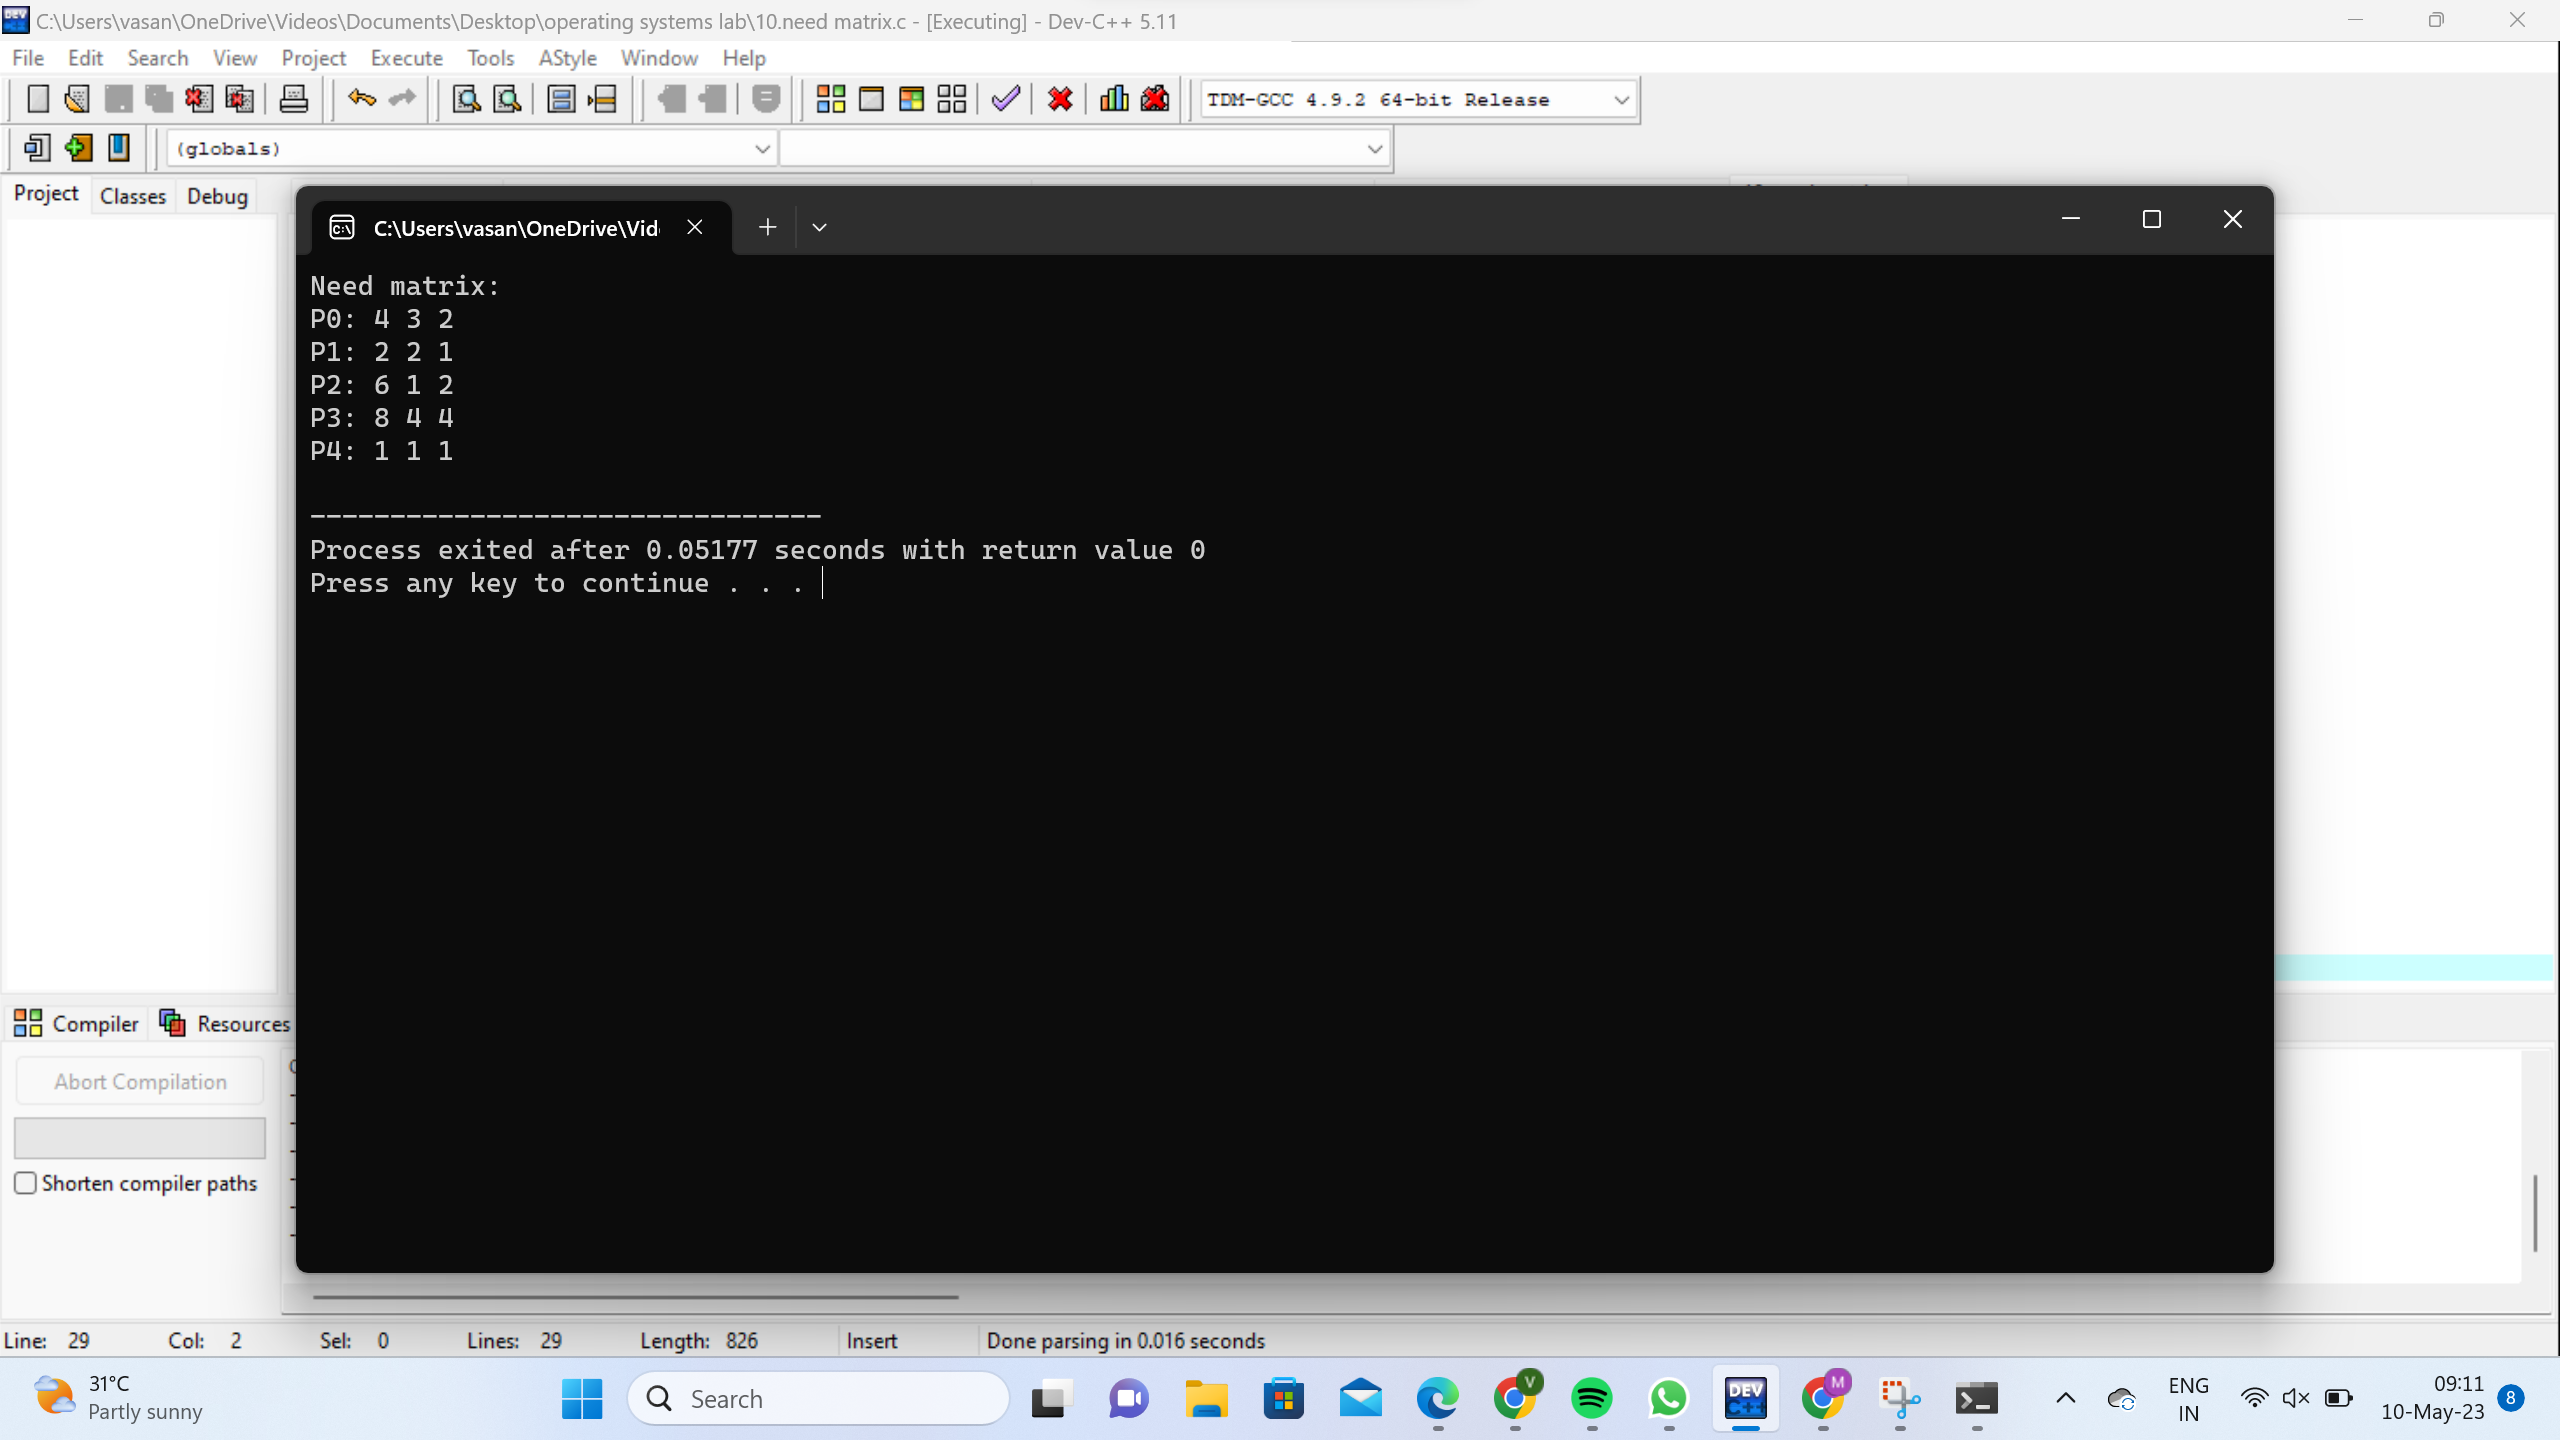 C:\Users\vasan\OneDrive\Videos\Documents\Desktop\operating systems lab\10.need matrix.c - [Executing] - Dev-C++ 5.11
File Edit Search View Project Execute Tools AStyle Window Help
TDM-GCC 4.9.2 64-bit Release
(globals)
Project Classes Debug
C:\Users\vasan\OneDrive\Vid
Need matrix:
P0: 4 3 2
P1: 2 2 1
P2: 6 1 2
P3: 8 4 4
P4: 1 1 1
--------------------------------
Process exited after 0.05177 seconds with return value 0
Press any key to continue . . .
Compiler Resources
Abort Compilation
Shorten compiler paths
Line: 29 Col: 2 Sel: 0 Lines: 29 Length: 826 Insert Done parsing in 0.016 seconds
31°C
Partly sunny
Search
V
DEV
C++
M
ENG
IN
09:11
10-May-23
8